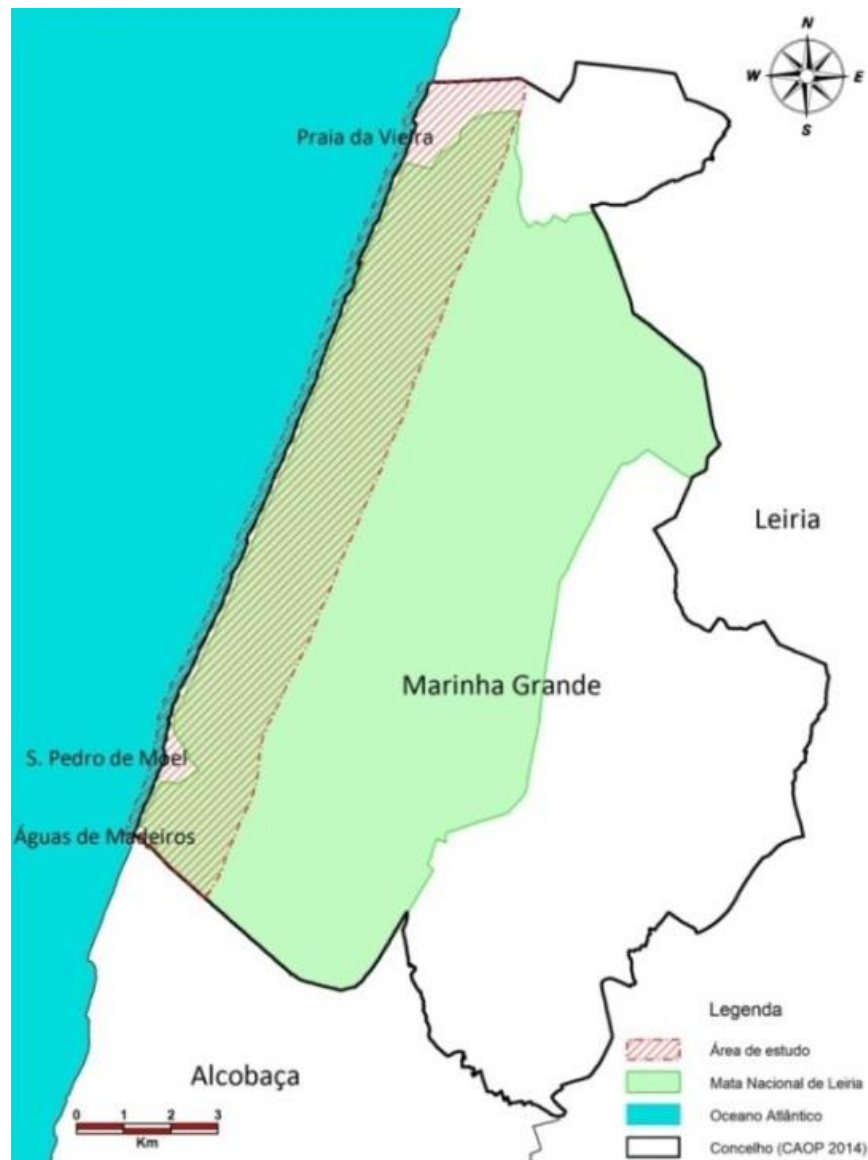 N
W E
S
Praia da Vieira
Leiria
Marinha Grande
S. Pedro de Moel
Águas de Madeiros
Alcobaça
0 1 2 3
Km
Legenda
Área de estudo
Mata Nacional de Leiria
Oceano Atlântico
Concelho (CAOP 2014)